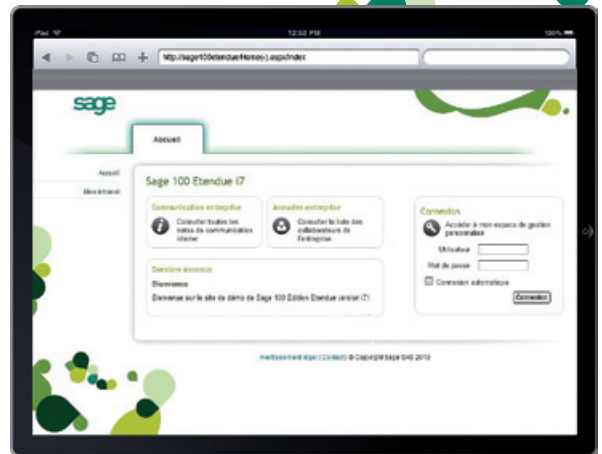 iPad
12:52 PM
100%
http://sage100etendue/Home(-).aspx/Index
sage
Accueil
Accueil
Mon intranet
Sage 100 Etendue i7
Communication entreprise
Consulter toutes les
notes de communication
interne
Annuaire entreprise
Consulter la liste des
collaborateurs de
l'entreprise
Connexion
Accéder à mon espace de gestion
personnalisé
Utilisateur
Mot de passe
Connexion automatique
Connexion
Dernière annonce
Bienvenue
Bienvenue sur le site de démo de Sage 100 Edition Etendue version i7!
Avertissement légal | Contact | © Copyright Sage SAS 2013